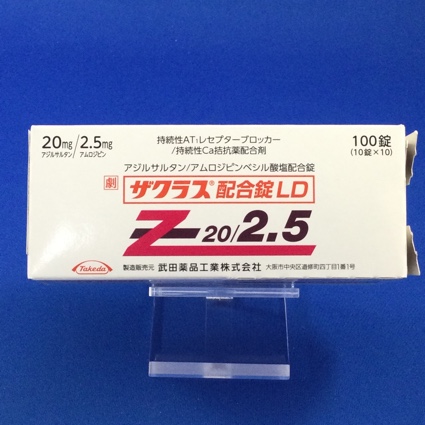 20mg/2.5mg
アジルサルタン/アムロジピン
持続性AT₁レセプターブロッカー
/持続性Ca拮抗薬配合剤
100錠
(10錠×10)
アジルサルタン/アムロジピンベシル酸塩配合錠
劇 ザクラス®配合錠LD
Z 20/2.5
Takeda
製造販売元 武田薬品工業株式会社 大阪市中央区道修町四丁目1番1号